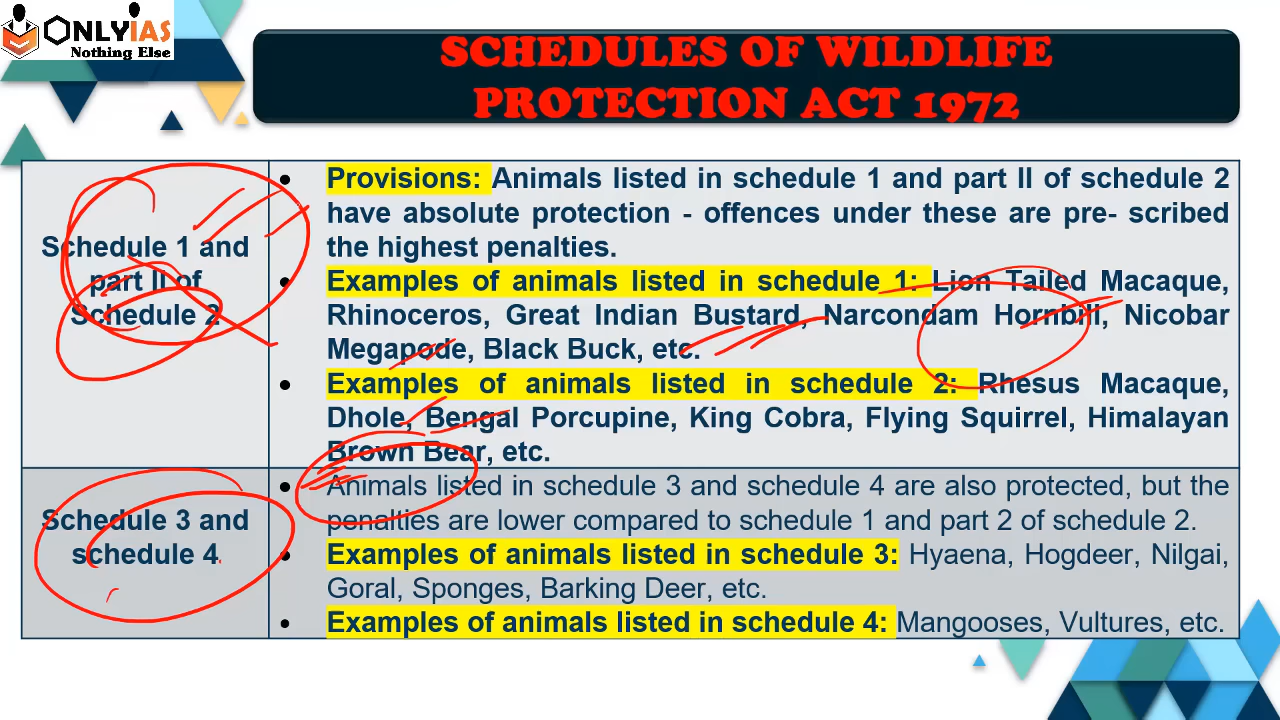 ONLYIAS
Nothing Else
SCHEDULES OF WILDLIFE
PROTECTION ACT 1972
Schedule 1 and
part II of
Schedule 2
• Provisions: Animals listed in schedule 1 and part II of schedule 2
have absolute protection - offences under these are pre- scribed
the highest penalties.
• Examples of animals listed in schedule 1: Lion Tailed Macaque,
Rhinoceros, Great Indian Bustard, Narcondam Hornbill, Nicobar
Megapode, Black Buck, etc.
• Examples of animals listed in schedule 2: Rhesus Macaque,
Dhole, Bengal Porcupine, King Cobra, Flying Squirrel, Himalayan
Brown Bear, etc.
Schedule 3 and
schedule 4
• Animals listed in schedule 3 and schedule 4 are also protected, but the
penalties are lower compared to schedule 1 and part 2 of schedule 2.
• Examples of animals listed in schedule 3: Hyaena, Hogdeer, Nilgai,
Goral, Sponges, Barking Deer, etc.
• Examples of animals listed in schedule 4: Mangooses, Vultures, etc.